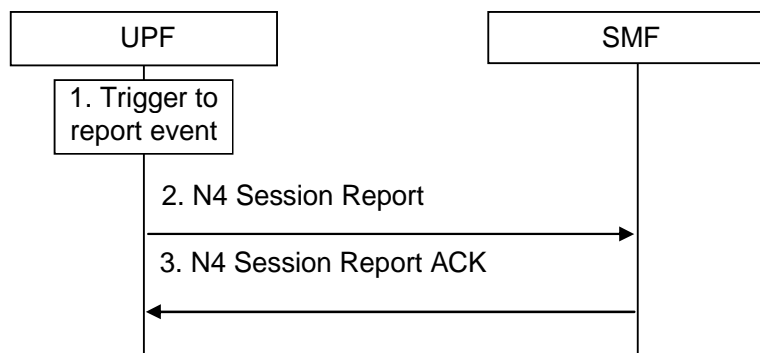 UPF
SMF
1. Trigger to
report event
2. N4 Session Report
3. N4 Session Report ACK